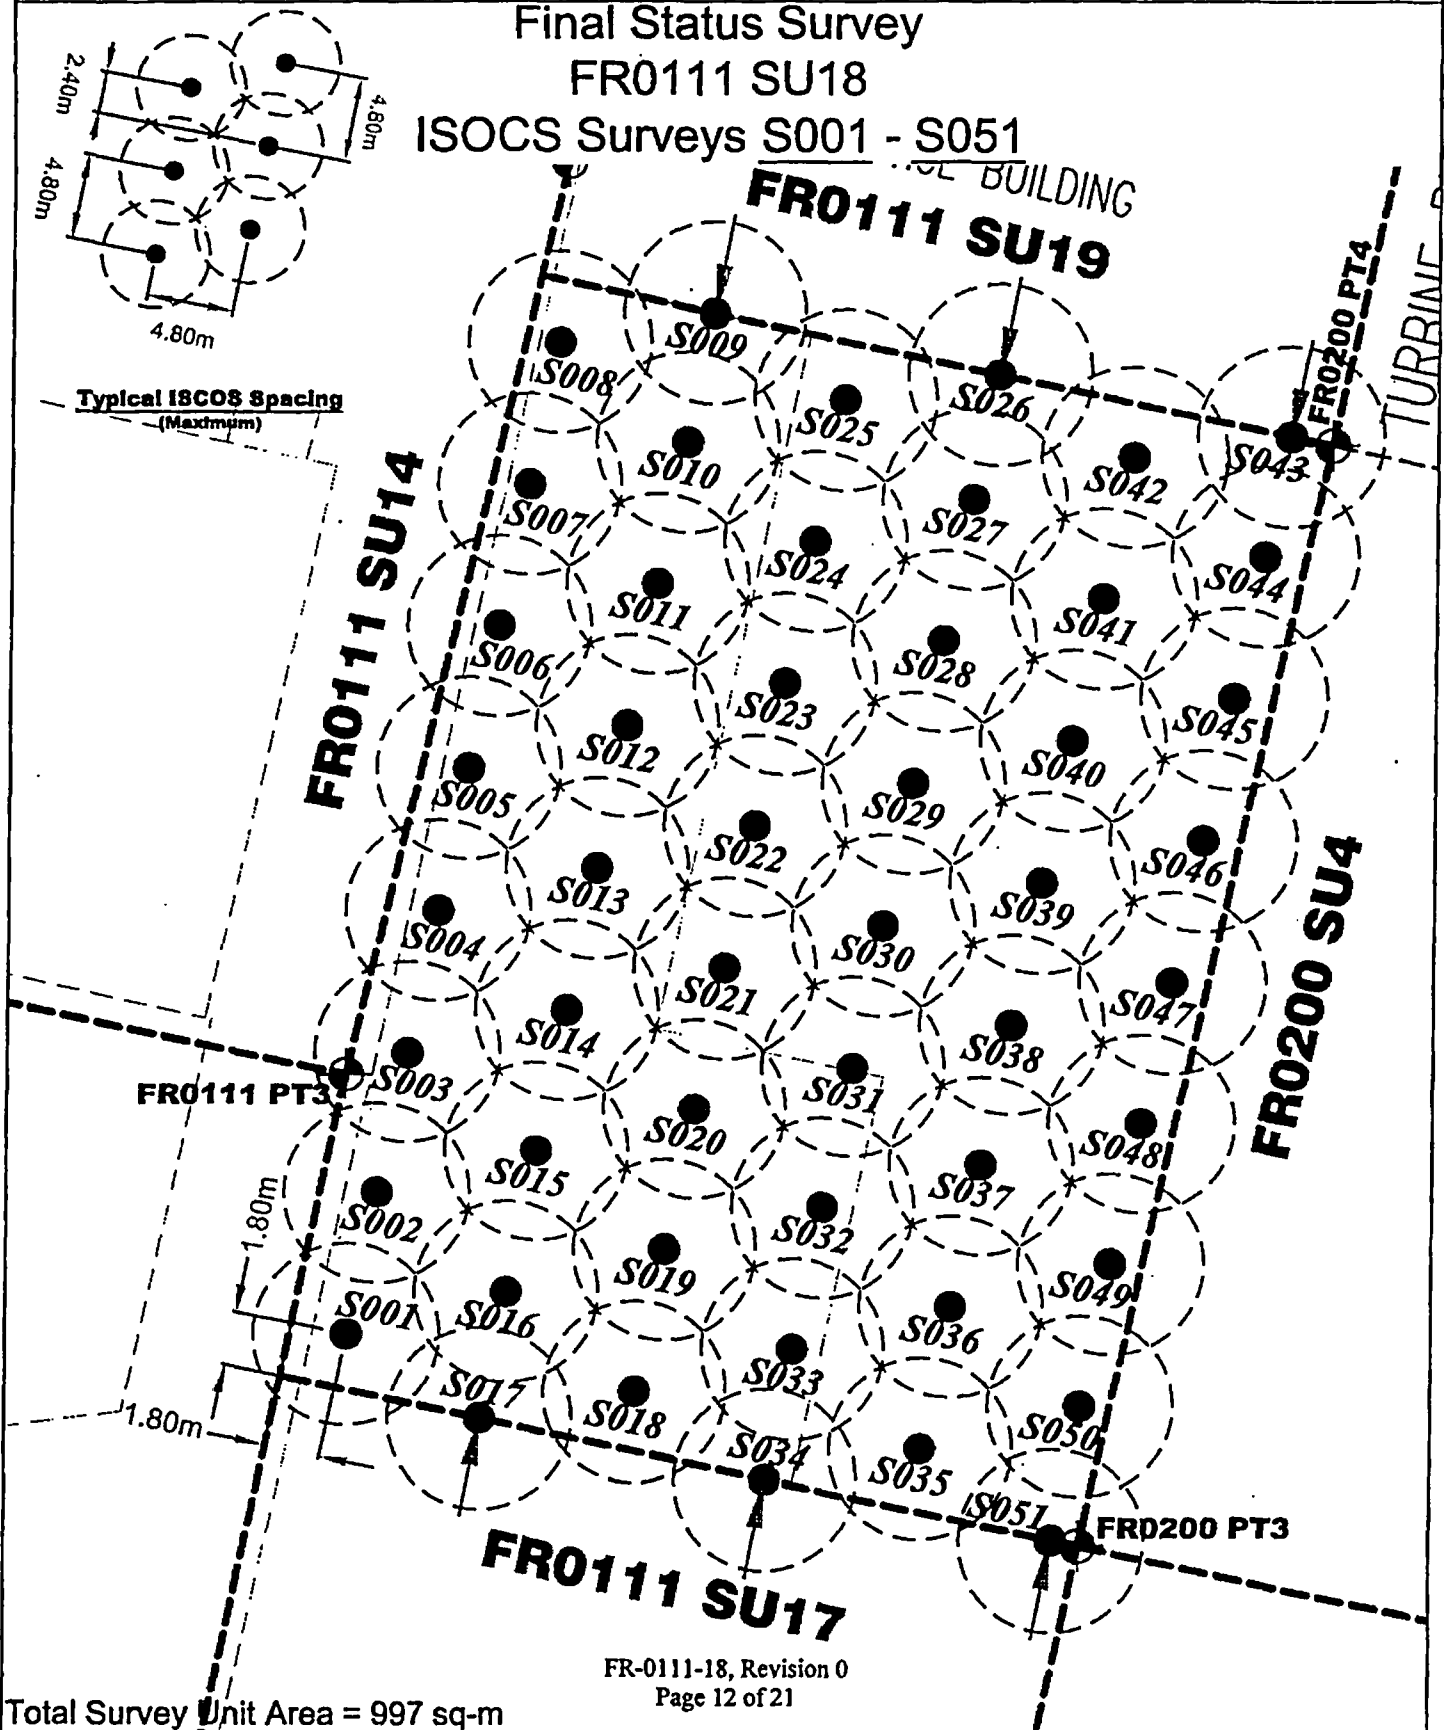 Final Status Survey
FR0111 SU18
ISOCS Surveys S001 - S051
2.40m
4.80m
4.80m
4.80m
Typical ISCOS Spacing
(Maximum)
BUILDING
FR0111 SU19
FR0200 PT4
TURBINE
FR0111 SU14
FR0200 SU4
S009
S008
S026
S025
S043
S010
S042
S007
S027
S024
S044
S011
S041
S006
S028
S023
S045
S012
S040
S005
S029
S022
S046
S013
S039
S004
S030
S021
S047
S014
S038
S003
FR0111 PT3
S031
S020
S048
S015
S037
S002
S032
1.80m
S019
S049
S001
S016
S036
S033
S017
S018
S050
1.80m
S034
S035
S051
FR0200 PT3
FR0111 SU17
FR-0111-18, Revision 0
Page 12 of 21
Total Survey Unit Area = 997 sq-m